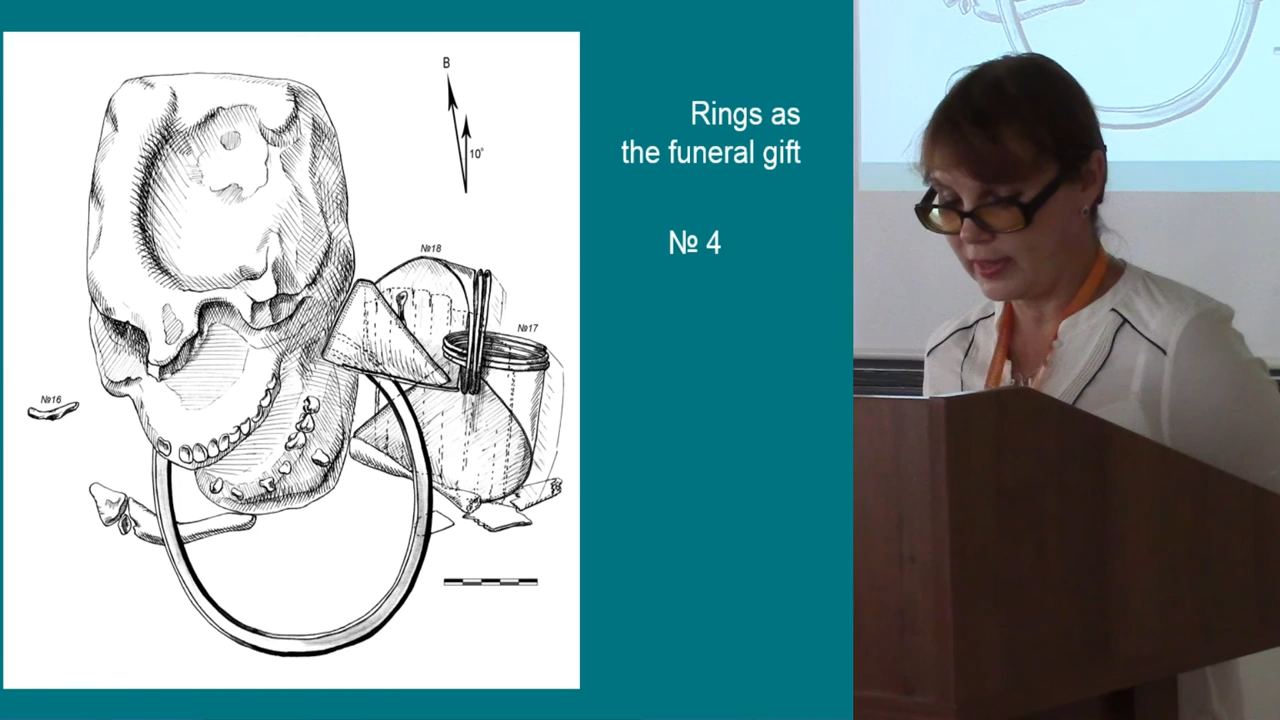 B
10°
№18
№17
№16
Rings as
the funeral gift
№ 4